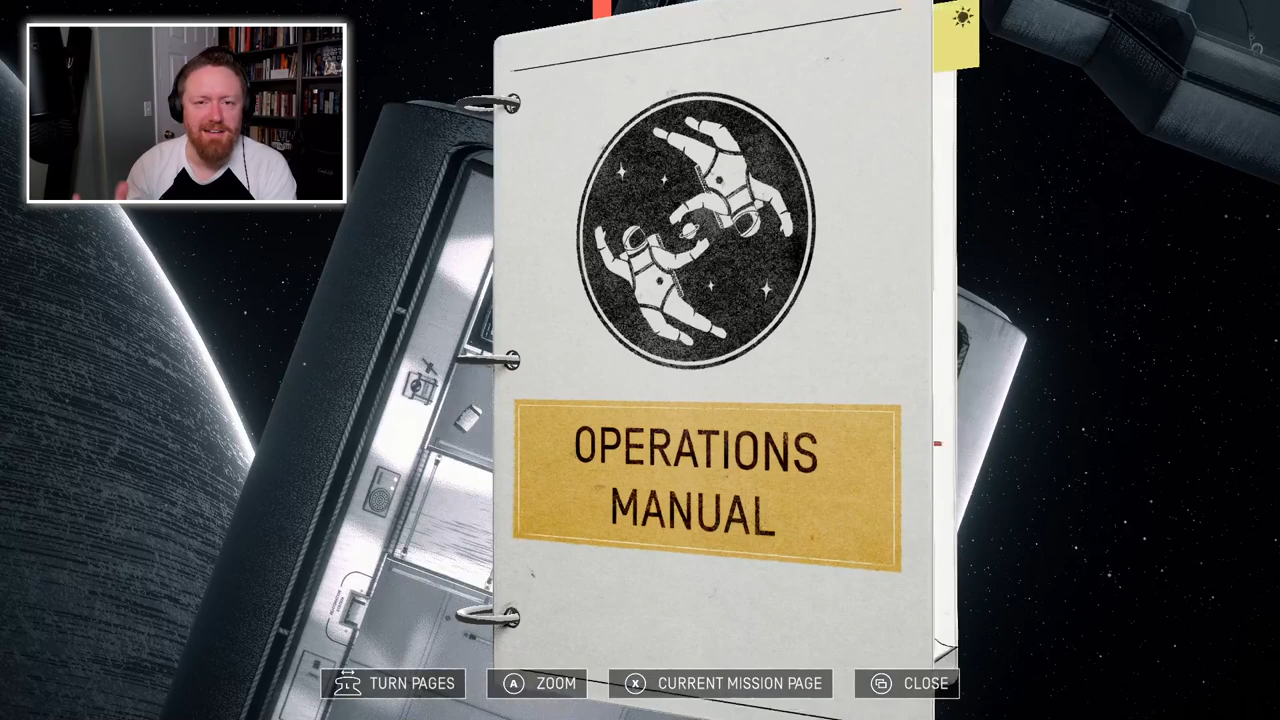 OPERATIONS
MANUAL
L TURN PAGES
A ZOOM
X CURRENT MISSION PAGE
CLOSE